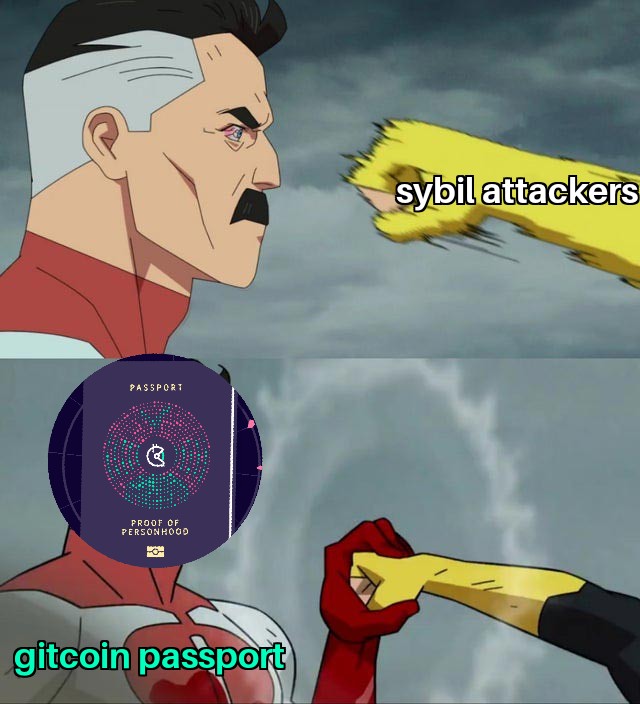 sybil attackers
PASSPORT
PROOF OF
PERSONHOOD
gitcoin passport